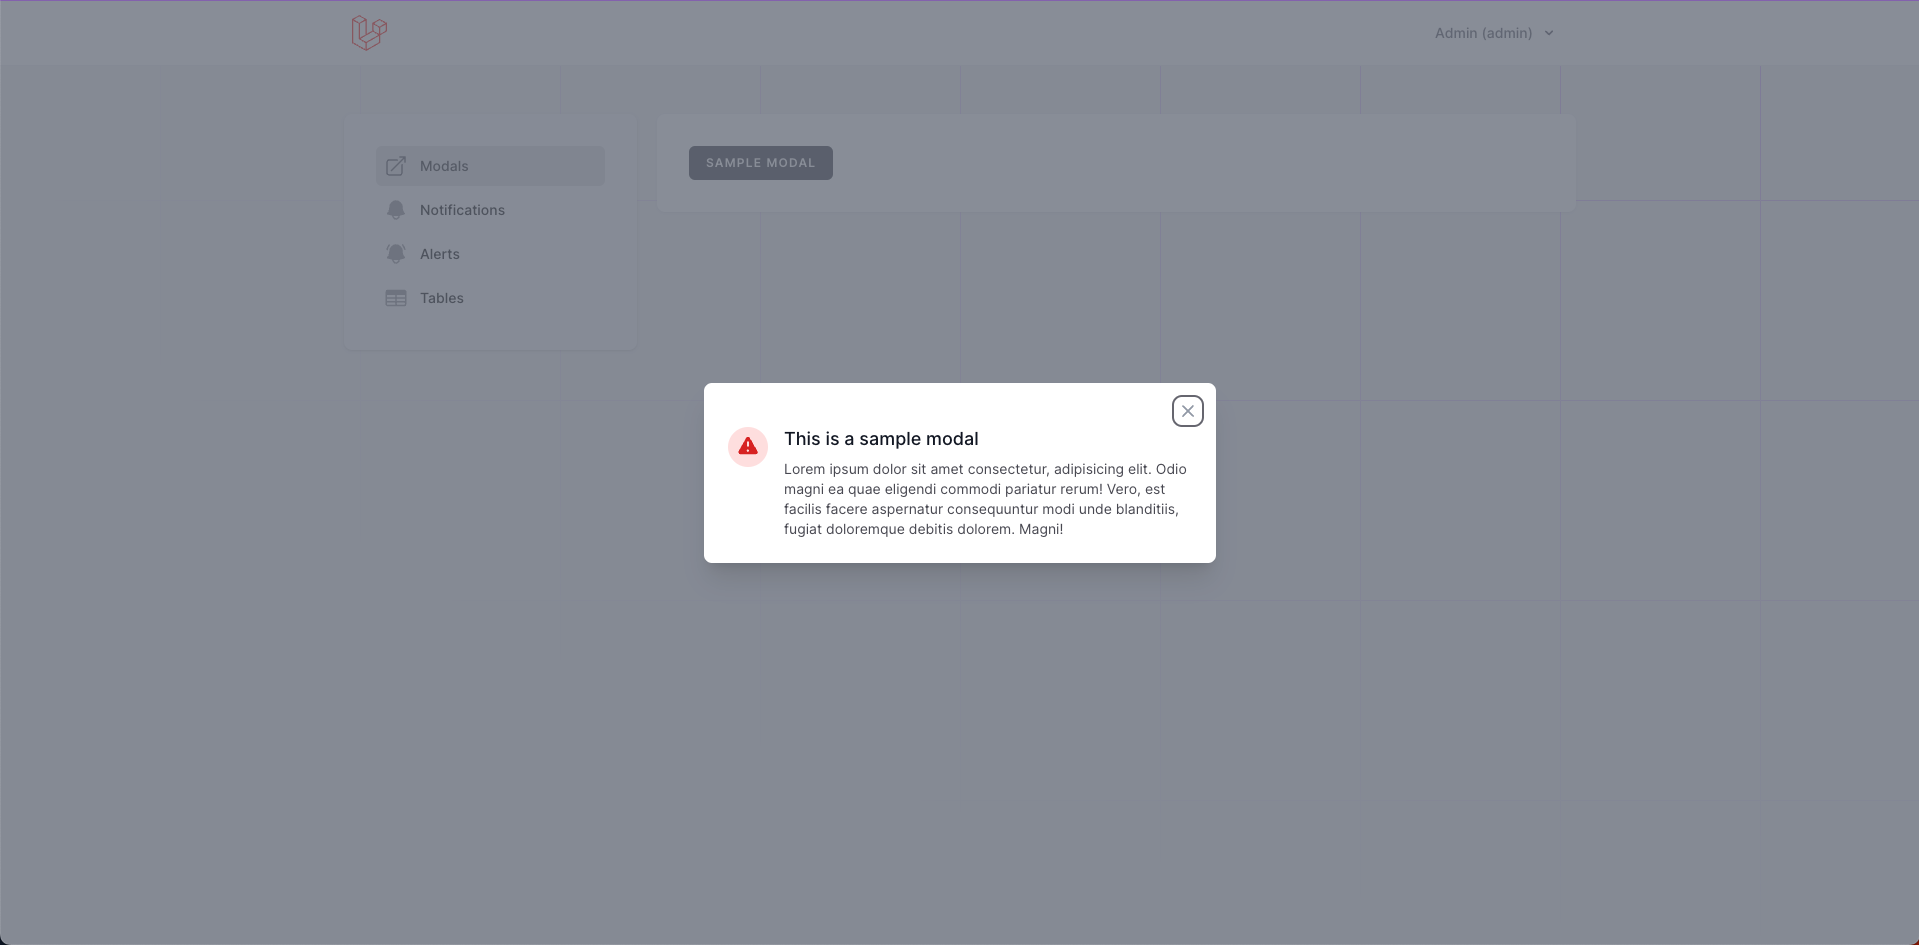 Admin (admin)
Modals
SAMPLE MODAL
Notifications
Alerts
Tables
This is a sample modal
Lorem ipsum dolor sit amet consectetur, adipisicing elit. Odio
magni ea quae eligendi commodi pariatur rerum! Vero, est
facilis facere aspernatur consequuntur modi unde blanditiis,
fugiat doloremque debitis dolorem. Magni!